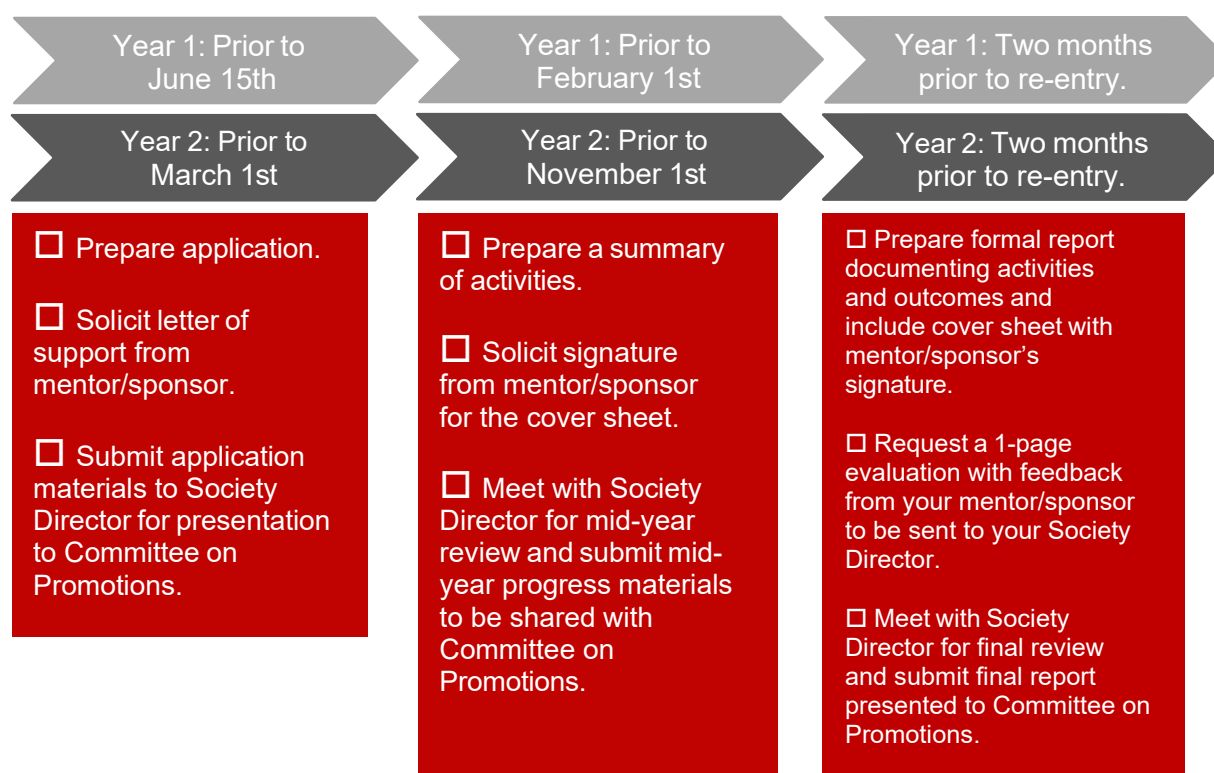 Year 1: Prior to
June 15th
Year 1: Prior to
February 1st
Year 1: Two months
prior to re-entry.
Year 2: Prior to
March 1st
Year 2: Prior to
November 1st
Year 2: Two months
prior to re-entry.
☐ Prepare application.
☐ Solicit letter of
support from
mentor/sponsor.
☐ Submit application
materials to Society
Director for presentation
to Committee on
Promotions.
☐ Prepare a summary
of activities.
☐ Solicit signature
from mentor/sponsor
for the cover sheet.
☐ Meet with Society
Director for mid-year
review and submit mid-
year progress materials
to be shared with
Committee on
Promotions.
☐ Prepare formal report
documenting activities
and outcomes and
include cover sheet with
mentor/sponsor’s
signature.
☐ Request a 1-page
evaluation with feedback
from your mentor/sponsor
to be sent to your Society
Director.
☐ Meet with Society
Director for final review
and submit final report
presented to Committee on
Promotions.